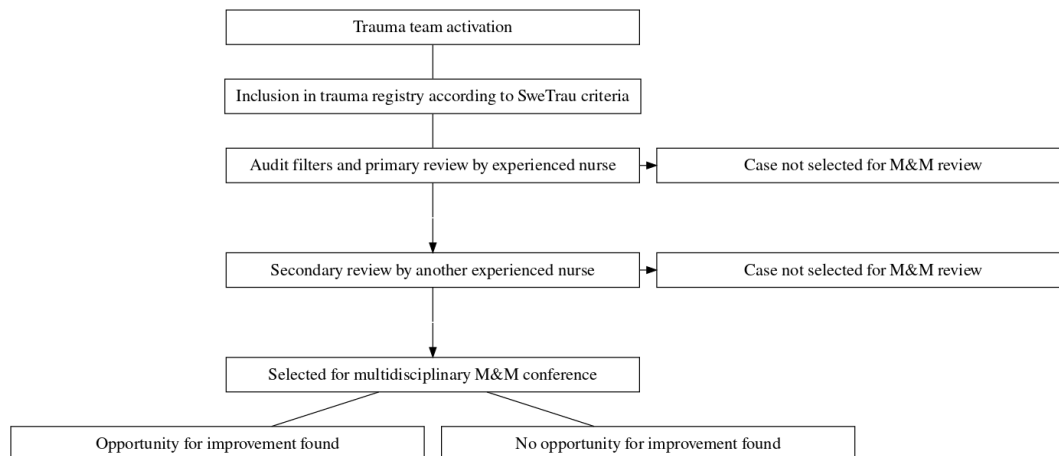 Trauma team activation
Inclusion in trauma registry according to SweTrau criteria
Audit filters and primary review by experienced nurse
Case not selected for M&M review
Secondary review by another experienced nurse
Case not selected for M&M review
Selected for multidisciplinary M&M conference
Opportunity for improvement found
No opportunity for improvement found